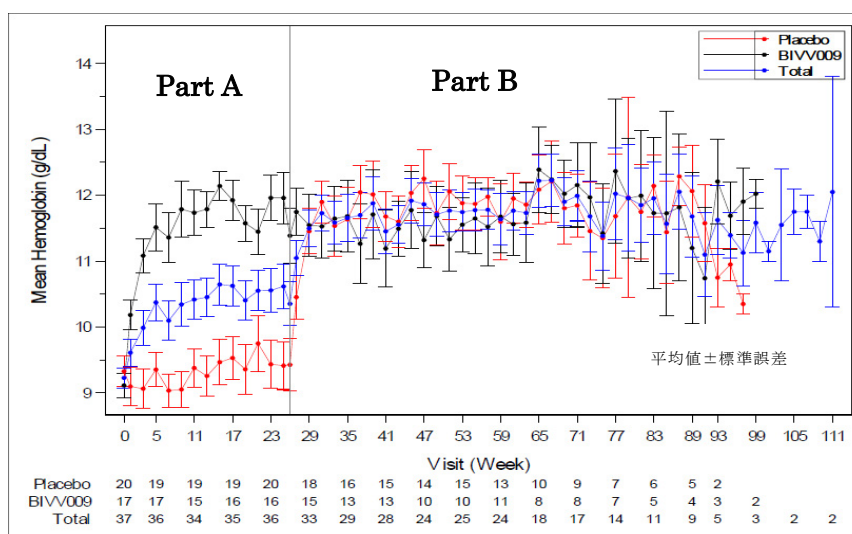 Placebo
BIVV009
Total
Part A
Part B
Mean Hemoglobin (g/dL)
14
13
12
11
10
9
平均値±標準誤差
0 5 11 17 23 29 35 41 47 53 59 65 71 77 83 89 93 99 105 111
Visit (Week)
Placebo 20 19 19 19 20 18 16 15 14 15 13 10 9 7 6 5 2
BIVV009 17 17 15 16 16 15 13 13 10 10 11 8 8 7 5 4 3 2
Total 37 36 34 35 36 33 29 28 24 25 24 18 17 14 11 9 5 3 2 2